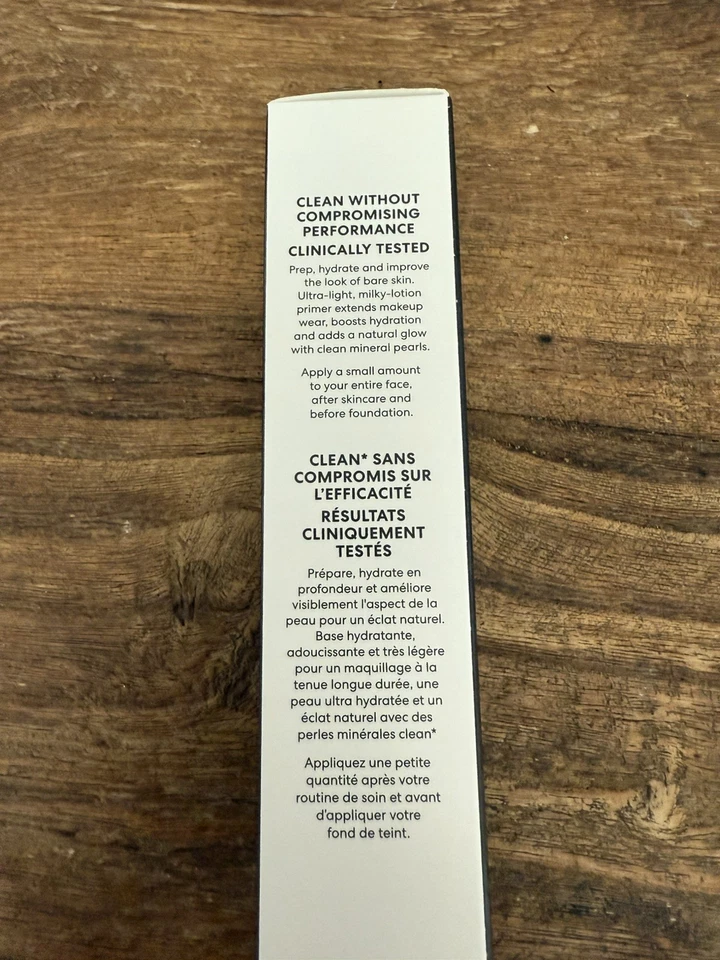 CLEAN WITHOUT
COMPROMISING
PERFORMANCE
CLINICALLY TESTED
Prep, hydrate and improve
the look of bare skin.
Ultra-light, milky-lotion
primer extends makeup
wear, boosts hydration
and adds a natural glow
with clean mineral pearls.
Apply a small amount
to your entire face,
after skincare and
before foundation.
CLEAN* SANS
COMPROMIS SUR
L'EFFICACITÉ
RÉSULTATS
CLINIQUEMENT
TESTÉS
Prépare, hydrate en
profondeur et améliore
visiblement l'aspect de la
peau pour un éclat naturel.
Base hydratante,
adoucissante et très légère
pour un maquillage à la
tenue longue durée, une
peau ultra hydratée et un
éclat naturel avec des
perles minérales clean*
Appliquez une petite
quantité après votre
routine de soin et avant
d'appliquer votre
fond de teint.